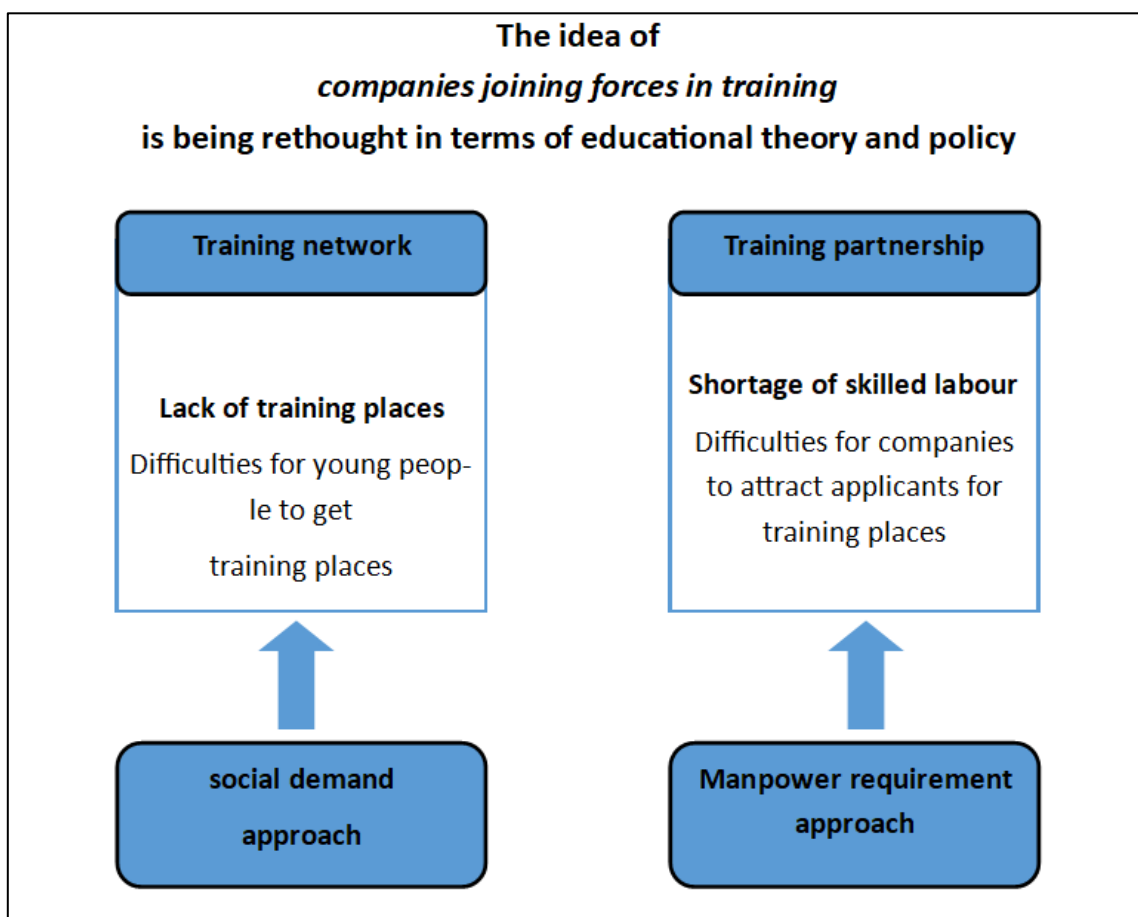 The idea of
companies joining forces in training
is being rethought in terms of educational theory and policy
Training network
Lack of training places
Difficulties for young peop-
le to get
training places
social demand
approach
Training partnership
Shortage of skilled labour
Difficulties for companies
to attract applicants for
training places
Manpower requirement
approach